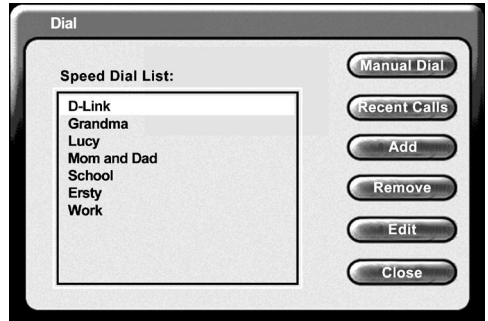 Dial
Speed Dial List:
D-Link
Grandma
Lucy
Mom and Dad
School
Ersty
Work
Manual Dial
Recent Calls
Add
Remove
Edit
Close